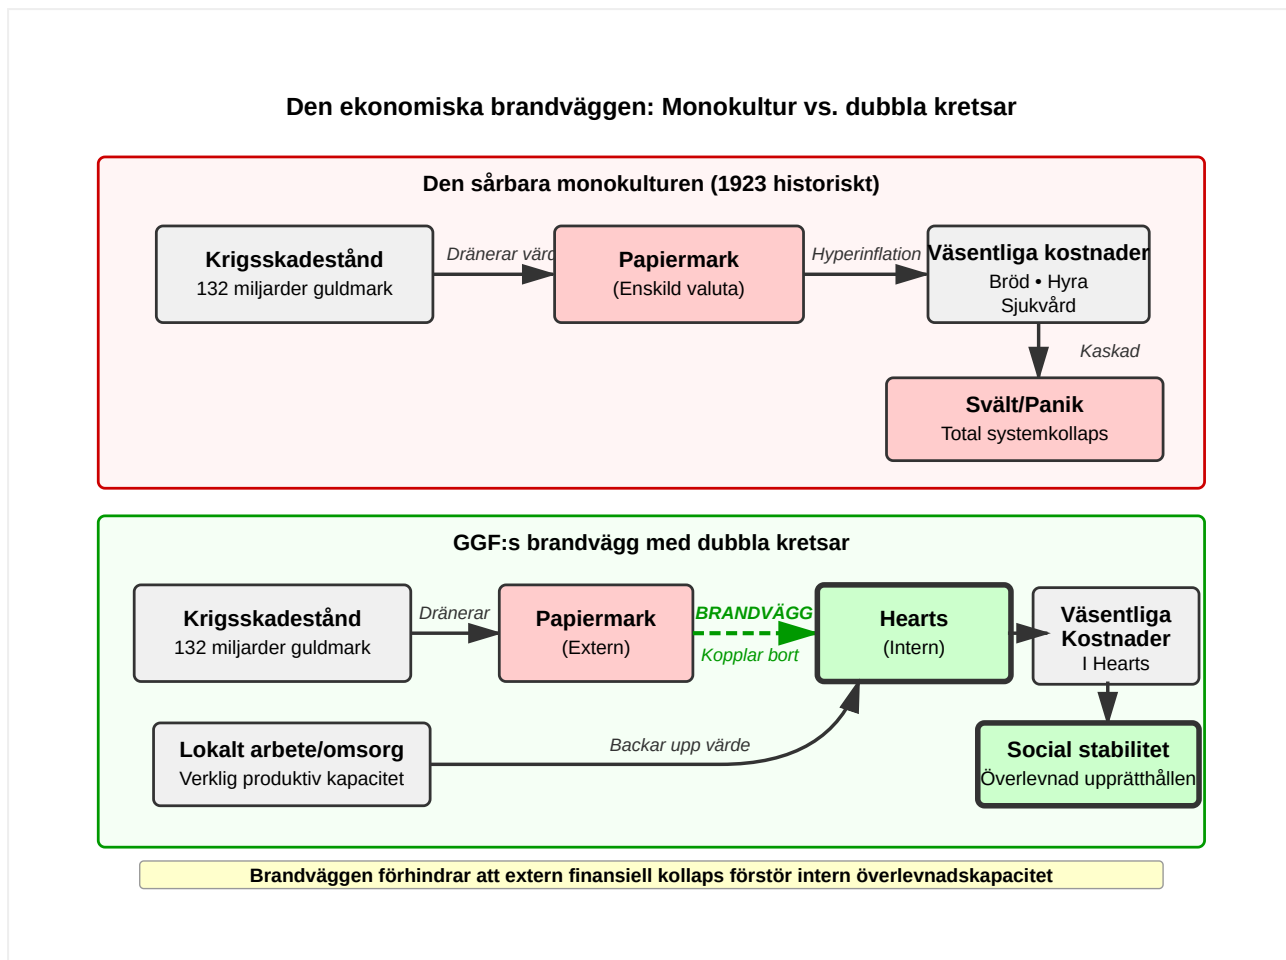 Den ekonomiska brandväggen: Monokultur vs. dubbla kretsar
Den sårbara monokulturen (1923 historiskt)
Krigsskadestånd
132 miljarder guldmark
Dränerar
Papiermark
(Enskild valuta)
Hyperinflation
Väsentliga kostnader
Bröd • Hyra
Sjukvård
Kaskad
Svält/Panik
Total systemkollaps
GGF:s brandvägg med dubbla kretsar
Krigsskadestånd
132 miljarder guldmark
Dränerar
Papiermark
(Extern)
BRANDVÄGG
Kopplar bort
Hearts
(Intern)
Väsentliga
Kostnader
I Hearts
Lokalt arbete/omsorg
Verklig produktiv kapacitet
Backar upp värde
Social stabilitet
Överlevnad upprätthållen
Brandväggen förhindrar att extern finansiell kollaps förstör intern överlevnadskapacitet